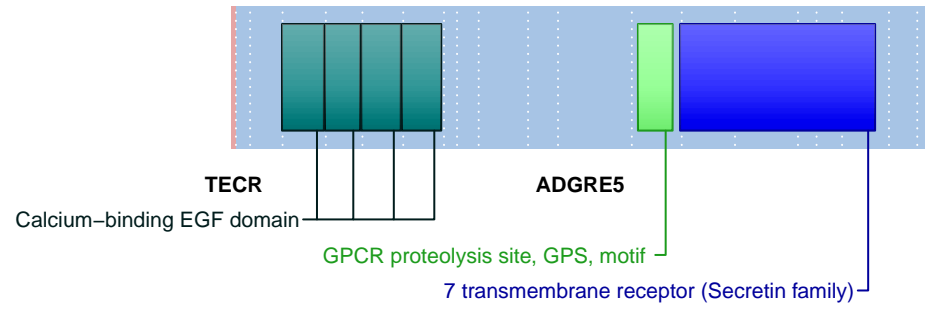 TECR
ADGRE5
Calcium−binding EGF domain
GPCR proteolysis site, GPS, motif
7 transmembrane receptor (Secretin family)